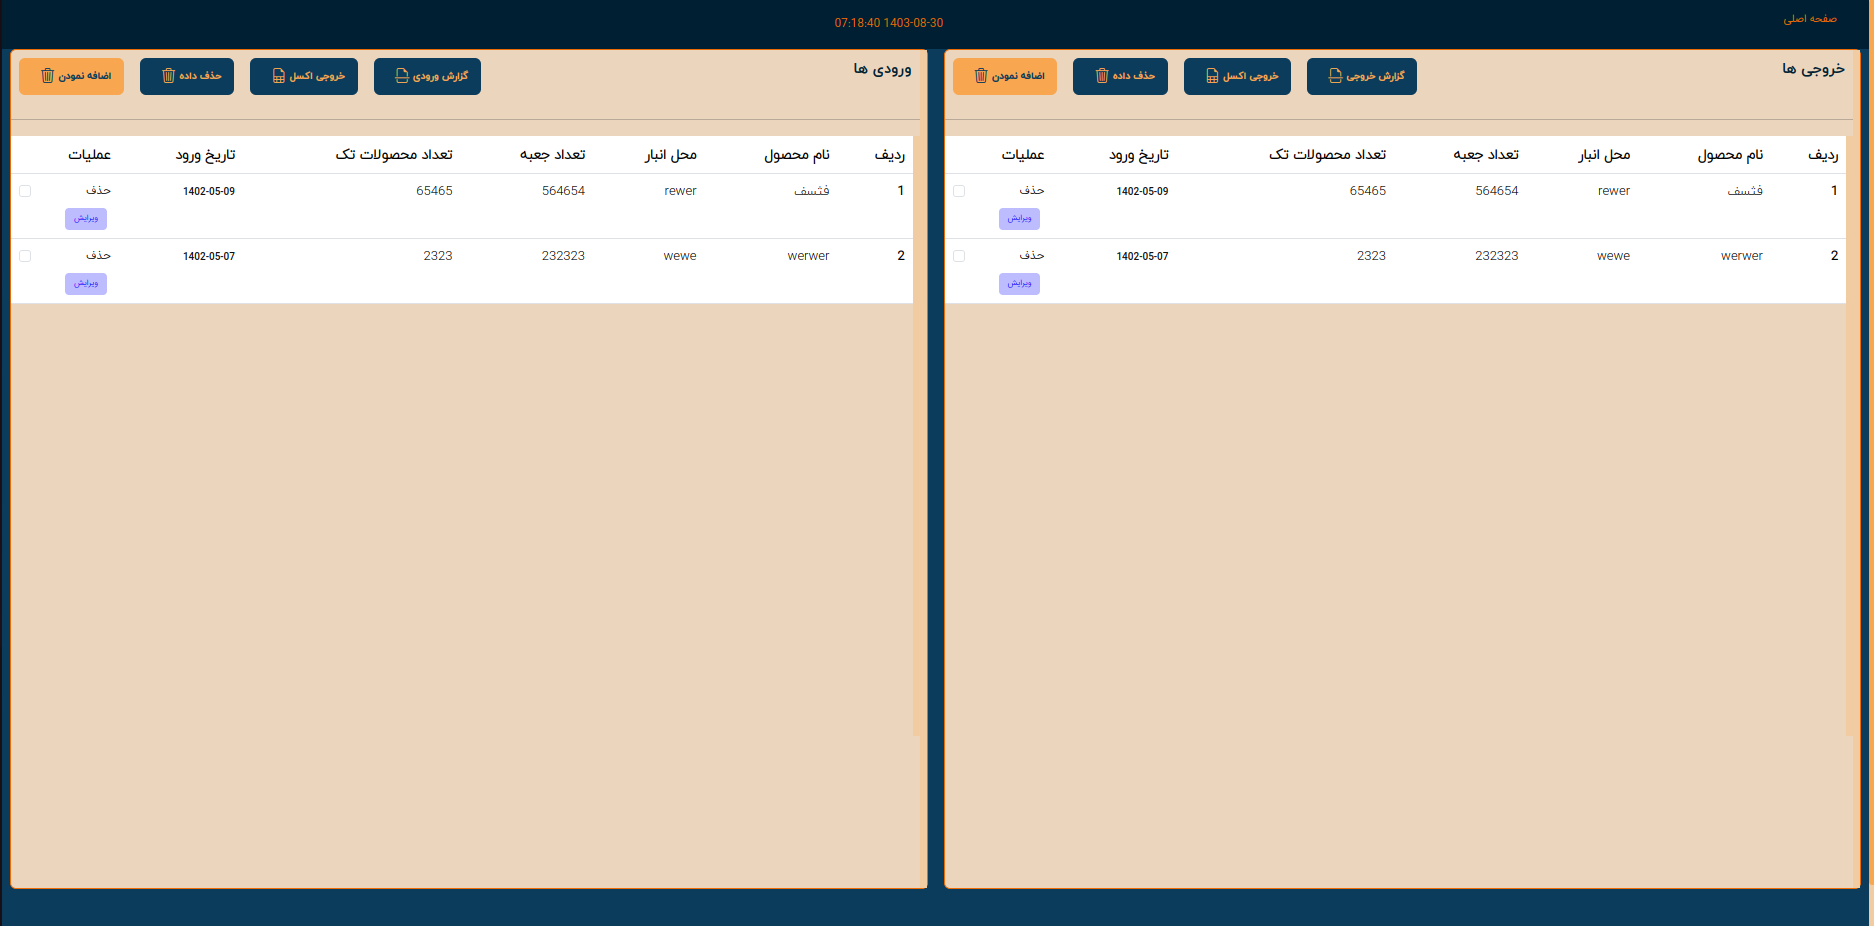 صفحه اصلی
07:18:40 1403-08-30
خروجی ها
گزارش خروجی خروجی اکسل حذف داده اضافه نمودن
ردیف نام محصول محل انبار تعداد جعبه تعداد محصولات تک تاریخ ورود عملیات
1 فثسف rewer 564654 65465 1402-05-09 حذف
ویرایش
2 werwer wewe 232323 2323 1402-05-07 حذف
ویرایش
ورودی ها
گزارش ورودی خروجی اکسل حذف داده اضافه نمودن
ردیف نام محصول محل انبار تعداد جعبه تعداد محصولات تک تاریخ ورود عملیات
1 فثسف rewer 564654 65465 1402-05-09 حذف
ویرایش
2 werwer wewe 232323 2323 1402-05-07 حذف
ویرایش